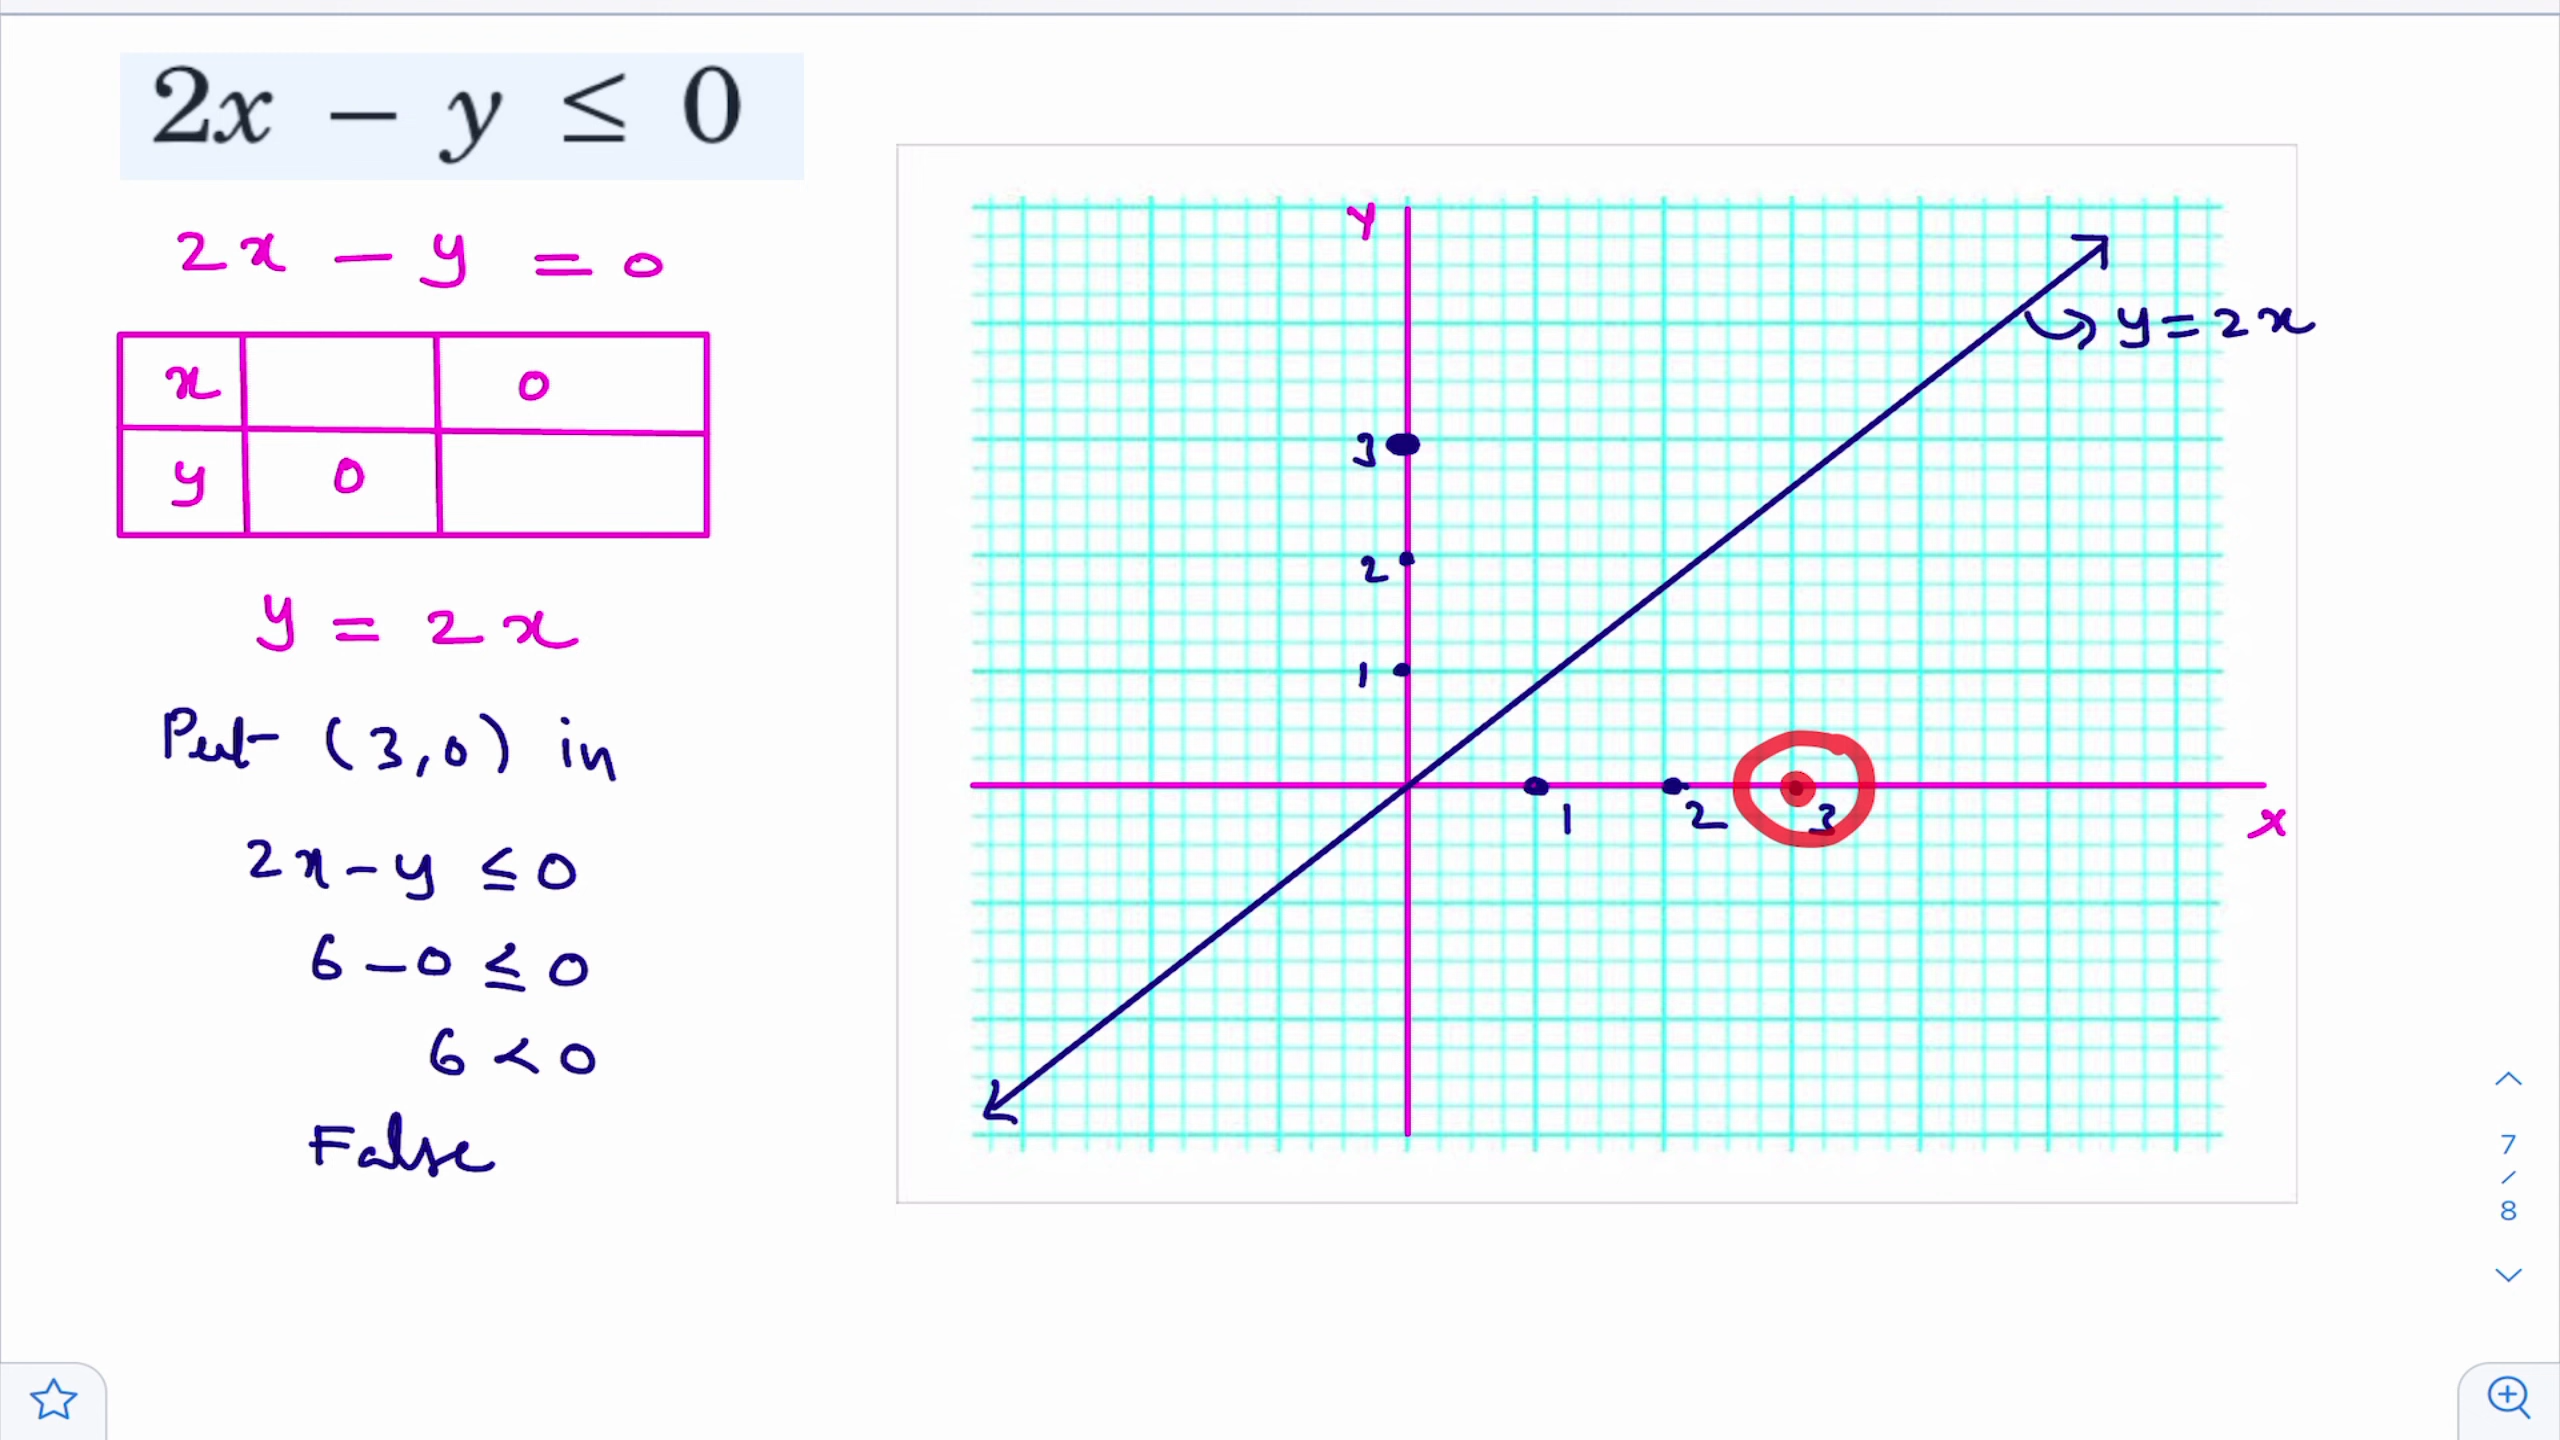 2x − y ≤ 0
2x − y = 0
x 0
y 0
y = 2x
Put (3,0) in
2x − y ≤ 0
6 − 0 ≤ 0
6 < 0
False
Y
y = 2x
3
2
1
1 2 3
x
7
/
8